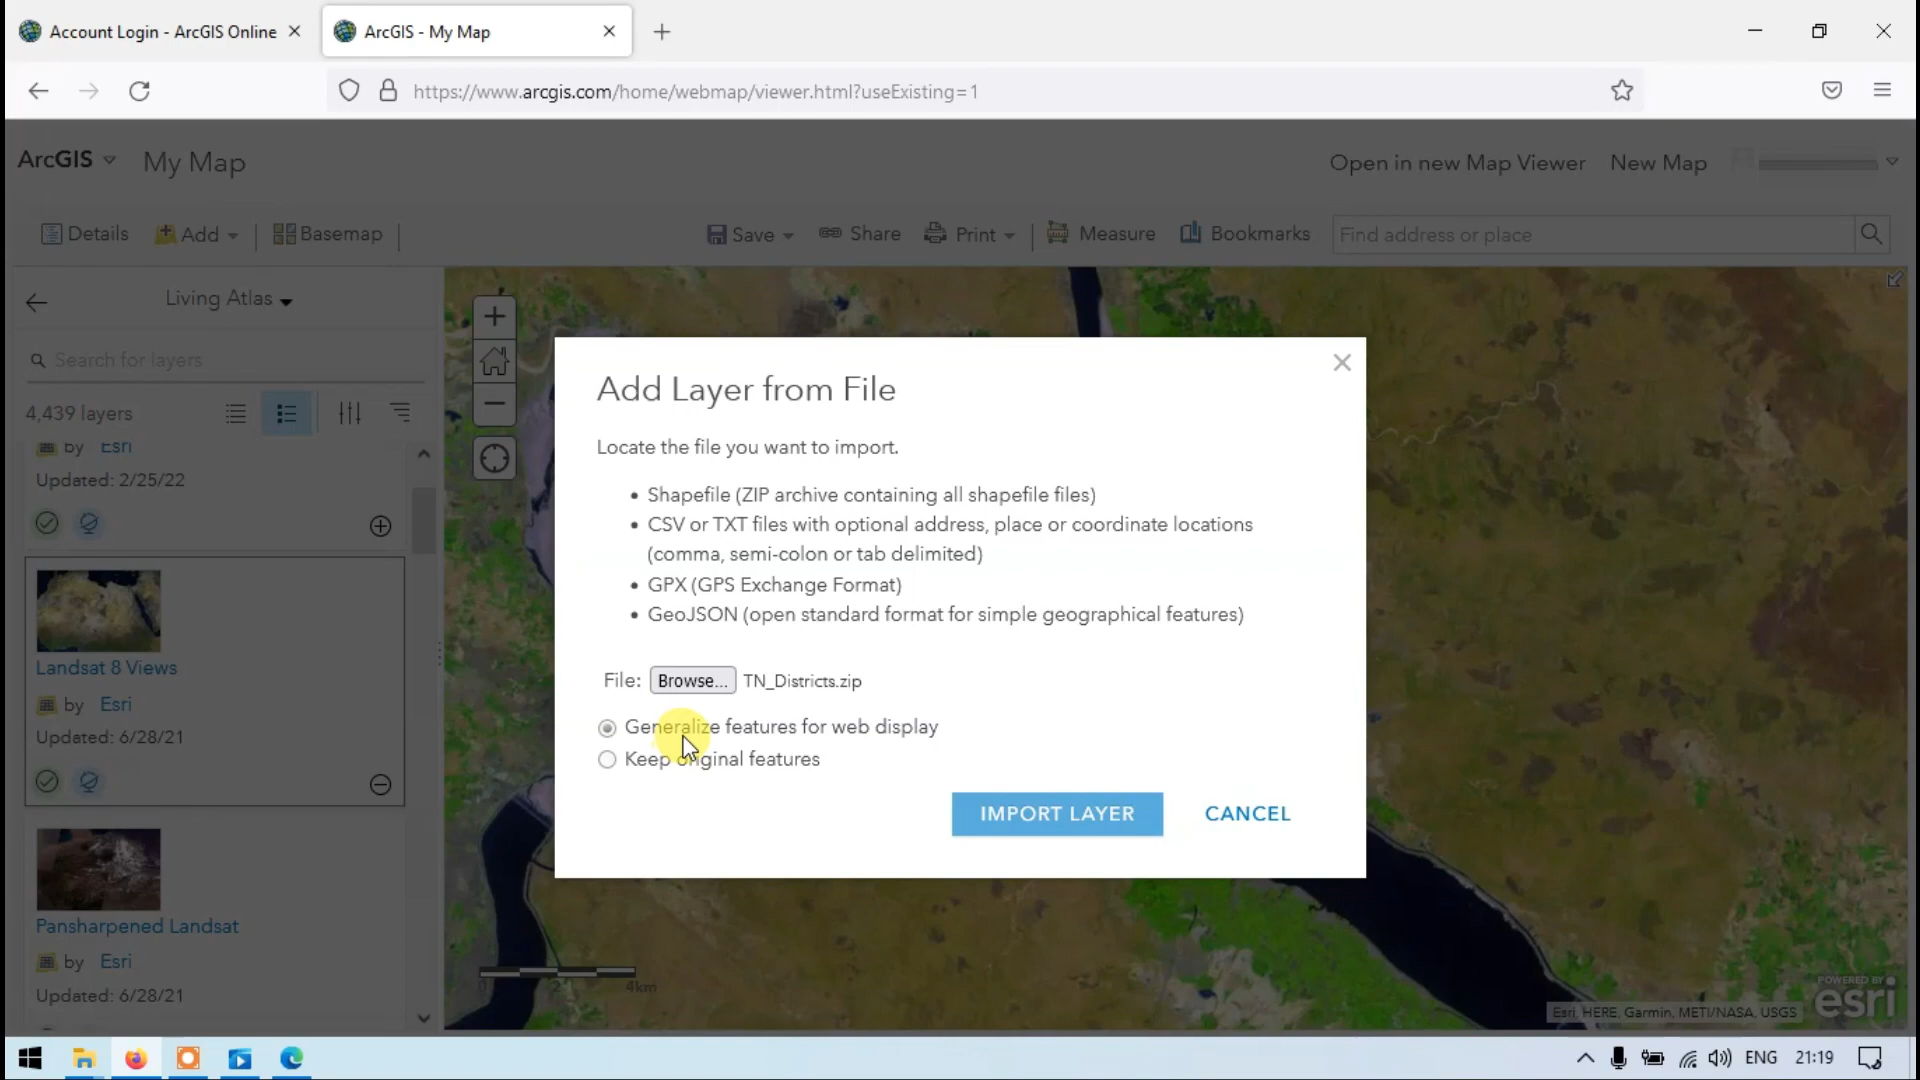 Account Login - ArcGIS Online
ArcGIS - My Map
https://www.arcgis.com/home/webmap/viewer.html?useExisting=1
ArcGIS
My Map
Open in new Map Viewer
New Map
Details
Add
Basemap
Save
Share
Print
Measure
Bookmarks
Find address or place
Living Atlas
Search for layers
4,439 layers
by Esri
Updated: 2/25/22
Landsat 8 Views
by Esri
Updated: 6/28/21
Pansharpened Landsat
by Esri
Updated: 6/28/21
Add Layer from File
Locate the file you want to import.
• Shapefile (ZIP archive containing all shapefile files)
• CSV or TXT files with optional address, place or coordinate locations
(comma, semi-colon or tab delimited)
• GPX (GPS Exchange Format)
• GeoJSON (open standard format for simple geographical features)
File: Browse... TN_Districts.zip
Generalize features for web display
Keep original features
IMPORT LAYER
CANCEL
0 2 4km
POWERED BY
esri
Esri, HERE, Garmin, METI/NASA, USGS
ENG
21:19